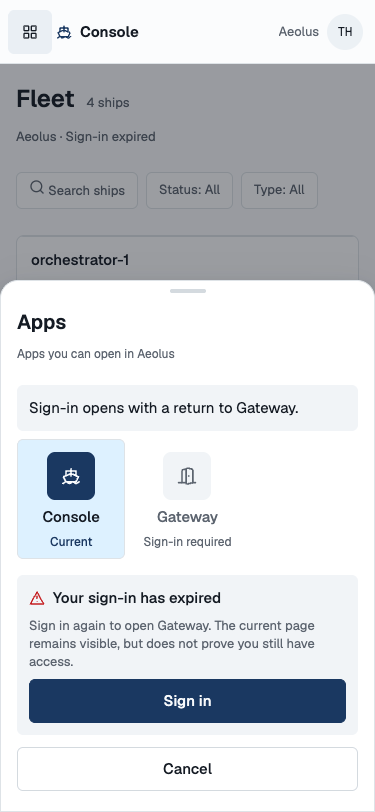 Console
Aeolus
TH
Fleet
4 ships
Aeolus · Sign-in expired
Search ships
Status: All
Type: All
orchestrator-1
Apps
Apps you can open in Aeolus
Sign-in opens with a return to Gateway.
Console
Current
Gateway
Sign-in required
Your sign-in has expired
Sign in again to open Gateway. The current page
remains visible, but does not prove you still have
access.
Sign in
Cancel